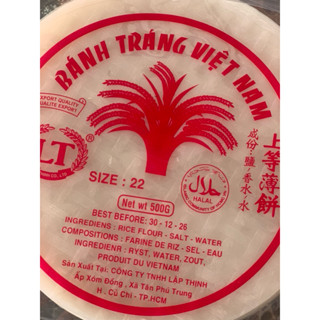 BÁNH TRÁNG VIỆT NAM
EXPORT QUALITY
QUALITE EXPORT
LT
上等薄餅
成份：鹽．香水．水
SIZE : 22
حلال
HALAL
Net wt 500G
BEST BEFORE: 30 - 12 - 26
INGREDIENS : RICE FLOUR - SALT - WATER
COMPOSITIONS : FARINE DE RIZ - SEL - EAU
INGREDIENR : RYST, WATER, ZOUT,
PRODUIT DU VIETNAM
Sản Xuất Tại: CÔNG TY TNHH LẬP THỊNH
Ấp Xóm Đồng, Xã Tân Phú Trung
H . Củ Chi - TP.HCM